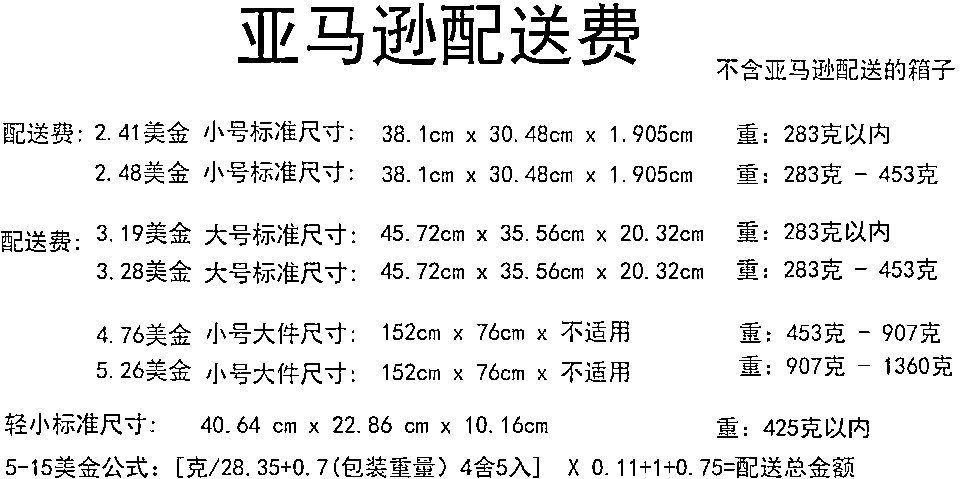 亚马逊配送费
不含亚马逊配送的箱子
配送费: 2.41美金 小号标准尺寸: 38.1cm x 30.48cm x 1.905cm 重: 283克以内
2.48美金 小号标准尺寸: 38.1cm x 30.48cm x 1.905cm 重: 283克 - 453克
配送费: 3.19美金 大号标准尺寸: 45.72cm x 35.56cm x 20.32cm 重: 283克以内
3.28美金 大号标准尺寸: 45.72cm x 35.56cm x 20.32cm 重: 283克 - 453克
4.76美金 小号大件尺寸: 152cm x 76cm x 不适用 重: 453克 - 907克
5.26美金 小号大件尺寸: 152cm x 76cm x 不适用 重: 907克 - 1360克
轻小标准尺寸: 40.64 cm x 22.86 cm x 10.16cm 重: 425克以内
5-15美金公式: [克/28.35+0.7(包装重量) 4舍5入] X 0.11+1+0.75=配送总金额